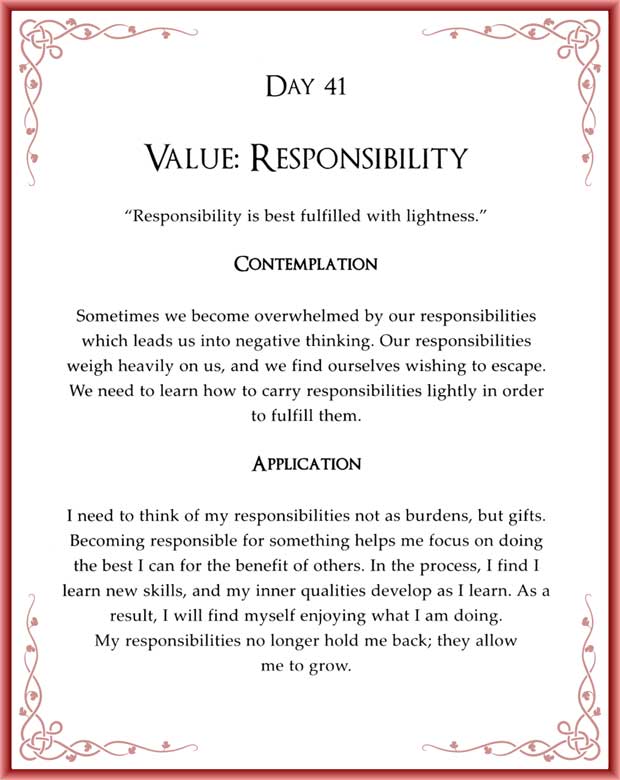 Day 41
Value: Responsibility
“Responsibility is best fulfilled with lightness.”
Contemplation
Sometimes we become overwhelmed by our responsibilities
which leads us into negative thinking. Our responsibilities
weigh heavily on us, and we find ourselves wishing to escape.
We need to learn how to carry responsibilities lightly in order
to fulfill them.
Application
I need to think of my responsibilities not as burdens, but gifts.
Becoming responsible for something helps me focus on doing
the best I can for the benefit of others. In the process, I find I
learn new skills, and my inner qualities develop as I learn. As a
result, I will find myself enjoying what I am doing.
My responsibilities no longer hold me back; they allow
me to grow.